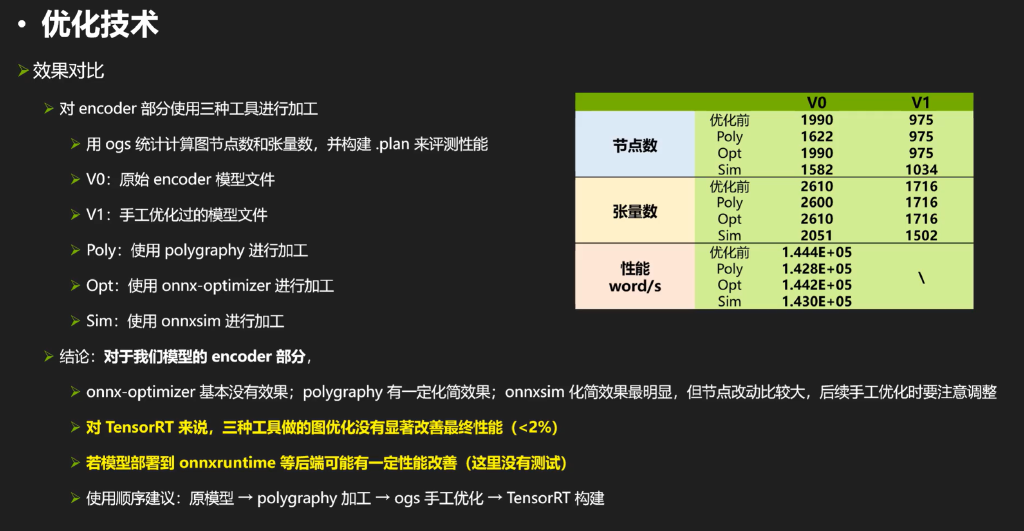 • 优化技术
➢效果对比
➢ 对 encoder 部分使用三种工具进行加工
➢ 用 ogs 统计计算图节点数和张量数，并构建 .plan 来评测性能
➢ V0：原始 encoder 模型文件
➢ V1：手工优化过的模型文件
➢ Poly：使用 polygraphy 进行加工
➢ Opt：使用 onnx-optimizer 进行加工
➢ Sim：使用 onnxsim 进行加工
➢ 结论：对于我们模型的 encoder 部分，
➢ onnx-optimizer 基本没有效果；polygraphy 有一定化简效果；onnxsim 化简效果最明显，但节点改动比较大，后续手工优化时要注意调整
➢ 对 TensorRT 来说，三种工具做的图优化没有显著改善最终性能（<2%）
➢ 若模型部署到 onnxruntime 等后端可能有一定性能改善（这里没有测试）
➢ 使用顺序建议：原模型 → polygraphy 加工 → ogs 手工优化 → TensorRT 构建
V0 V1
节点数
优化前 1990 975
Poly 1622 975
Opt 1990 975
Sim 1582 1034
张量数
优化前 2610 1716
Poly 2600 1716
Opt 2610 1716
Sim 2051 1502
性能
word/s
优化前 1.444E+05
Poly 1.428E+05
Opt 1.442E+05
Sim 1.430E+05
\